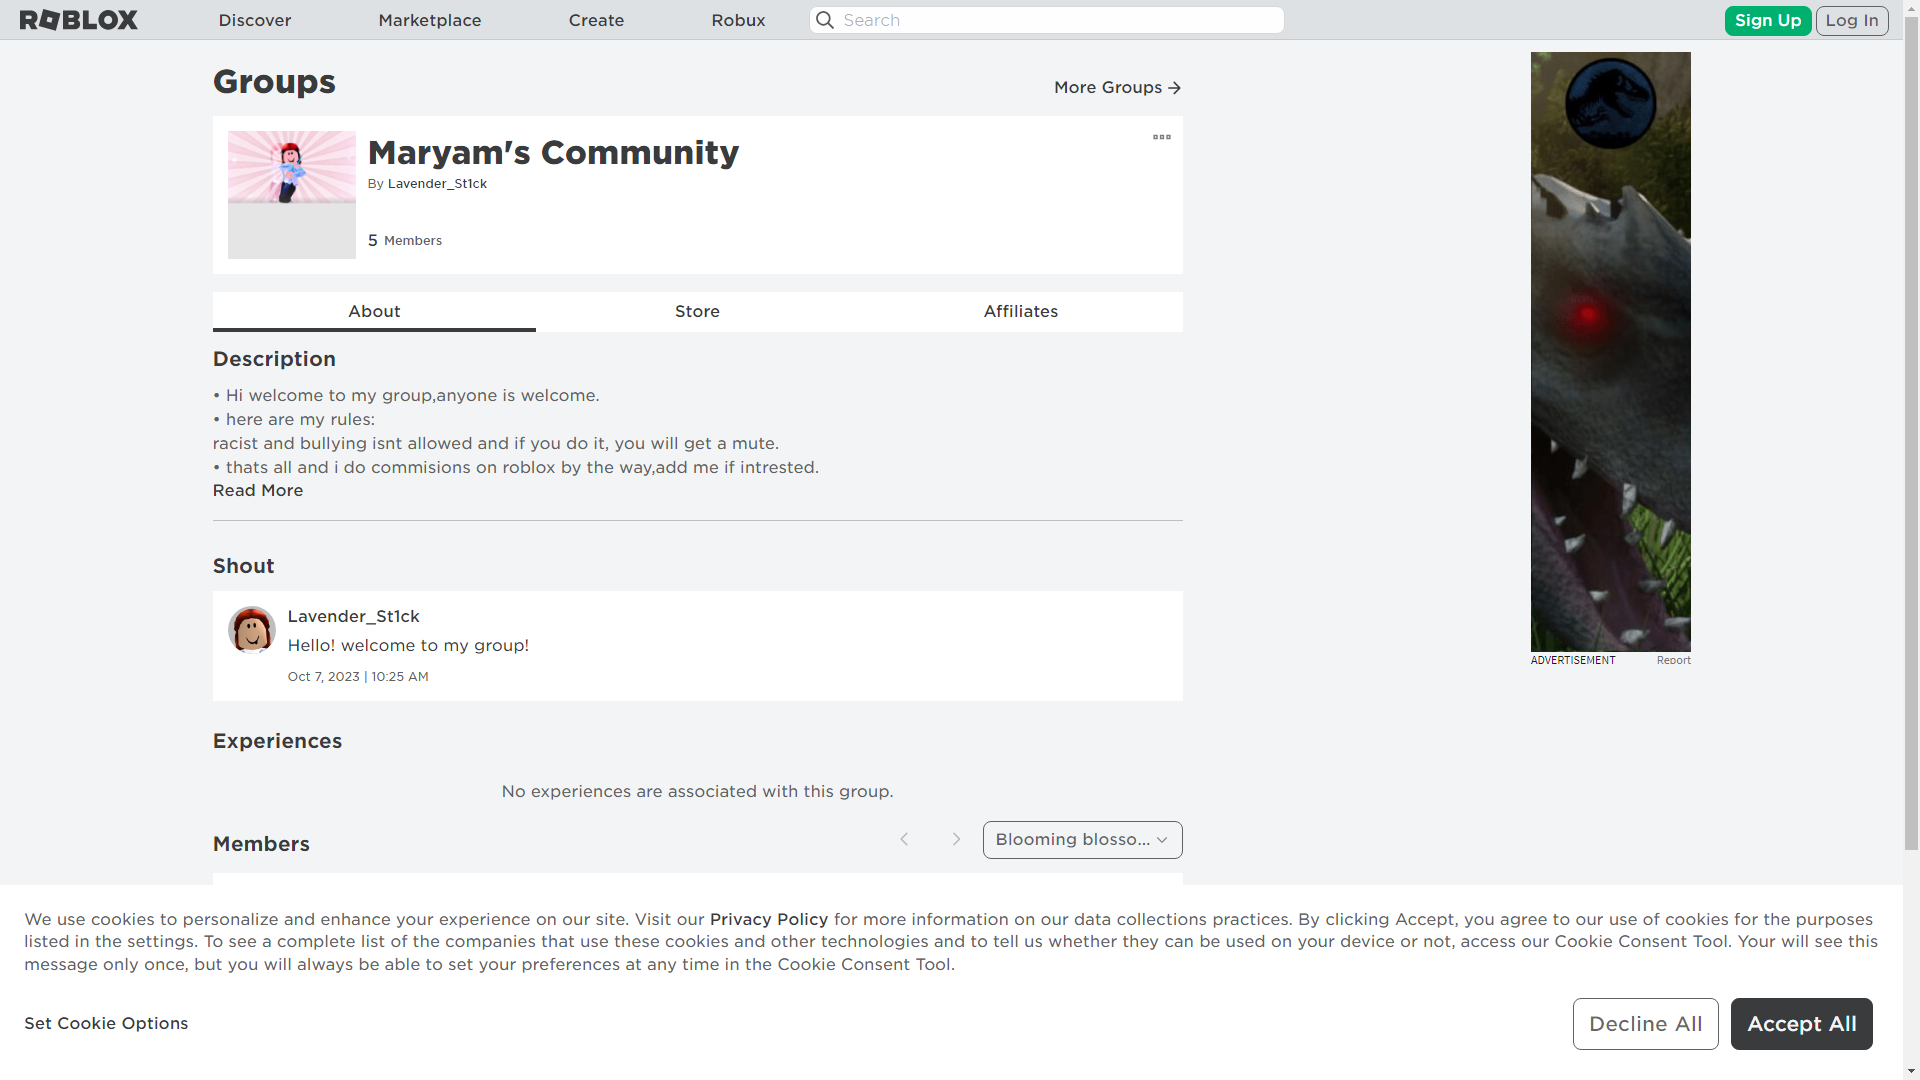 ROBLOX
Discover
Marketplace
Create
Robux
Search
Sign Up
Log In
Groups
More Groups
Maryam's Community
By Lavender_St1ck
5 Members
About
Store
Affiliates
Description
• Hi welcome to my group,anyone is welcome.
• here are my rules:
racist and bullying isnt allowed and if you do it, you will get a mute.
• thats all and i do commisions on roblox by the way,add me if intrested.
Read More
Shout
Lavender_St1ck
Hello! welcome to my group!
Oct 7, 2023 | 10:25 AM
ADVERTISEMENT
Report
Experiences
No experiences are associated with this group.
Members
Blooming blosso...
We use cookies to personalize and enhance your experience on our site. Visit our Privacy Policy for more information on our data collections practices. By clicking Accept, you agree to our use of cookies for the purposes
listed in the settings. To see a complete list of the companies that use these cookies and other technologies and to tell us whether they can be used on your device or not, access our Cookie Consent Tool. Your will see this
message only once, but you will always be able to set your preferences at any time in the Cookie Consent Tool.
Set Cookie Options
Decline All
Accept All